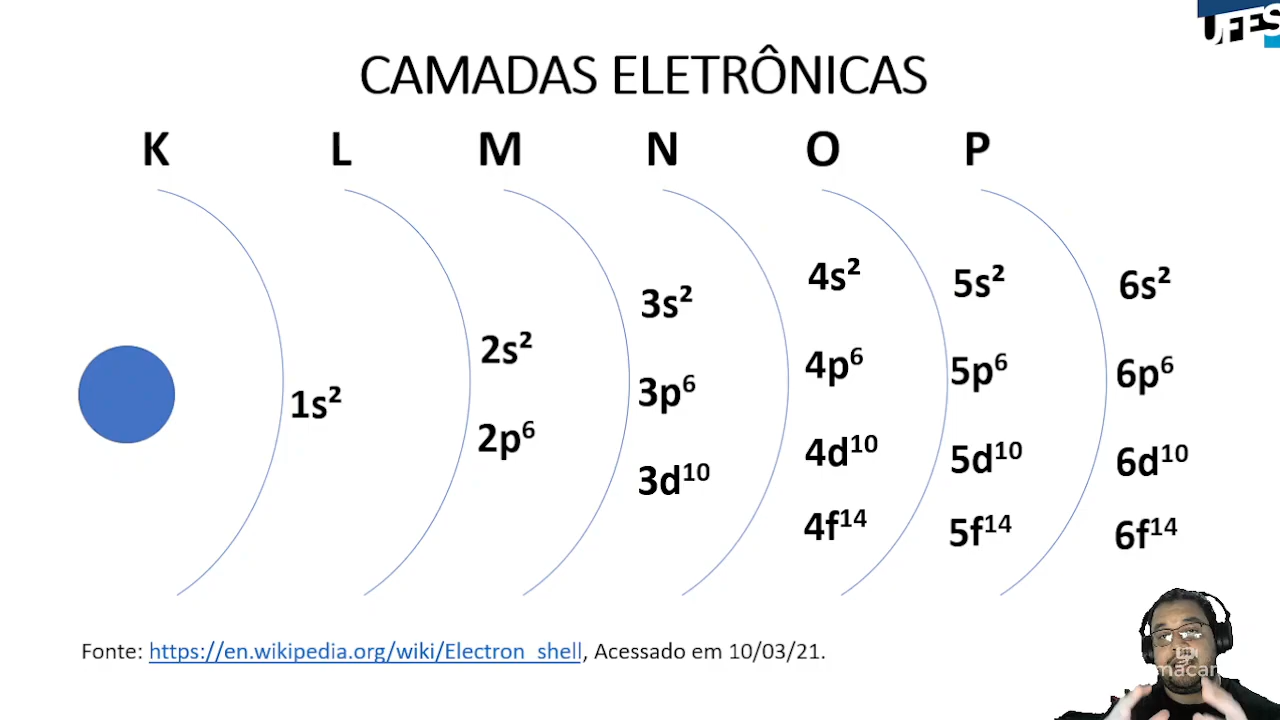 UFES
CAMADAS ELETRÔNICAS
K L M N O P
1s²
2s²
2p⁶
3s²
3p⁶
3d¹⁰
4s²
4p⁶
4d¹⁰
4f¹⁴
5s²
5p⁶
5d¹⁰
5f¹⁴
6s²
6p⁶
6d¹⁰
6f¹⁴
Fonte: https://en.wikipedia.org/wiki/Electron_shell, Acessado em 10/03/21.